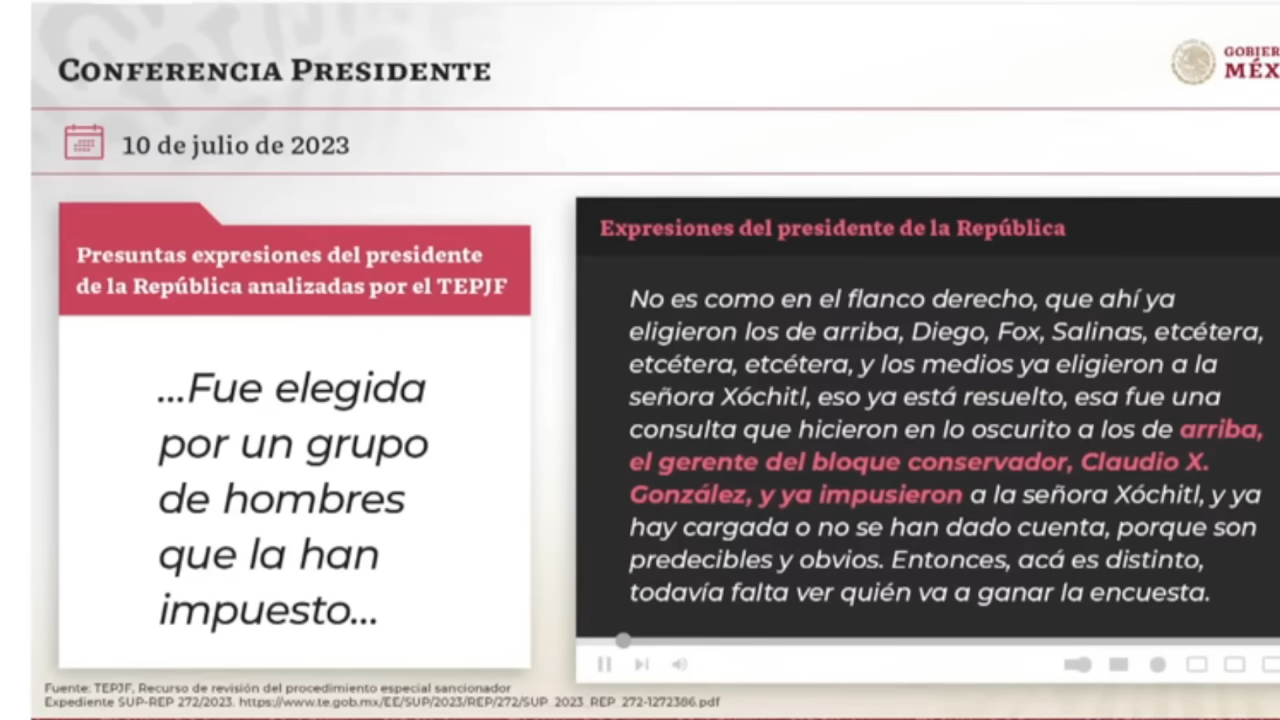 CONFERENCIA PRESIDENTE
GOBIER
MÉX
10 de julio de 2023
Presuntas expresiones del presidente
de la República analizadas por el TEPJF
...Fue elegida
por un grupo
de hombres
que la han
impuesto...
Expresiones del presidente de la República
No es como en el flanco derecho, que ahí ya
eligieron los de arriba, Diego, Fox, Salinas, etcétera,
etcétera, etcétera, y los medios ya eligieron a la
señora Xóchitl, eso ya está resuelto, esa fue una
consulta que hicieron en lo oscurito a los de arriba,
el gerente del bloque conservador, Claudio X.
González, y ya impusieron a la señora Xóchitl, y ya
hay cargada o no se han dado cuenta, porque son
predecibles y obvios. Entonces, acá es distinto,
todavía falta ver quién va a ganar la encuesta.
Fuente: TEPJF, Recurso de revisión del procedimiento especial sancionador
Expediente SUP-REP 272/2023. https://www.te.gob.mx/EE/SUP/2023/REP/272/SUP_2023_REP_272-1272386.pdf